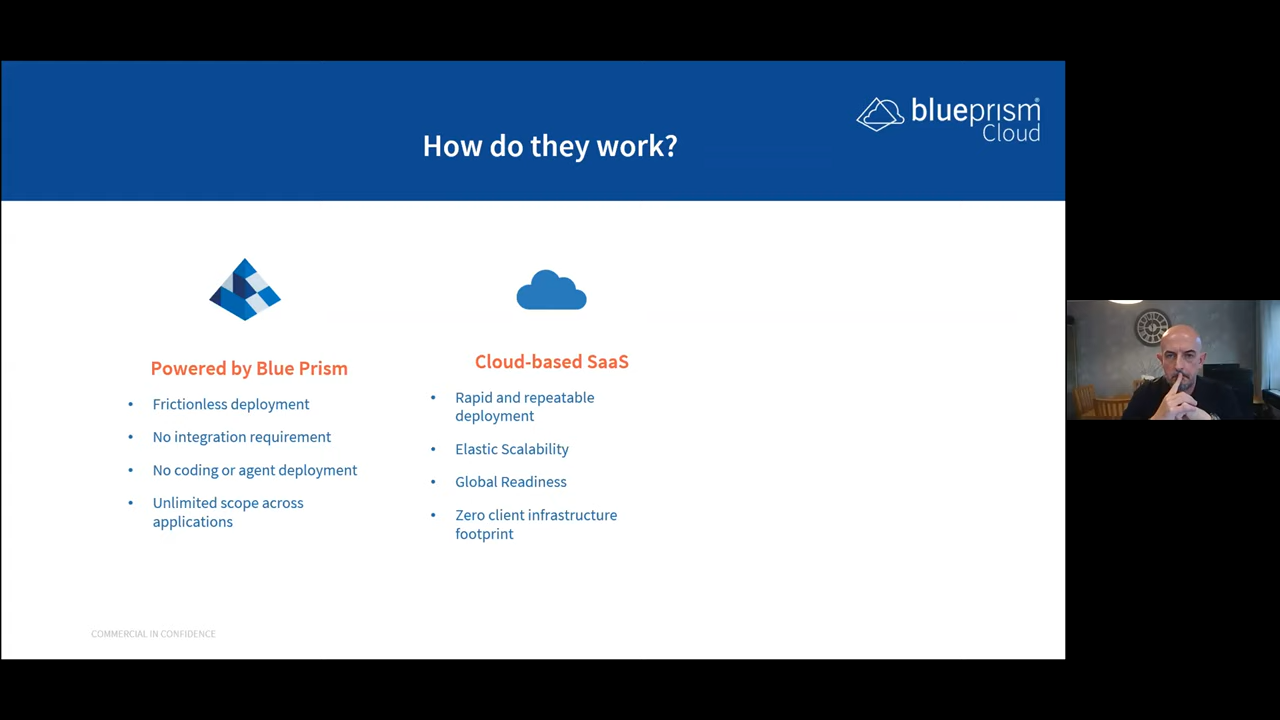 blueprism
Cloud
How do they work?
Powered by Blue Prism
• Frictionless deployment
• No integration requirement
• No coding or agent deployment
• Unlimited scope across
applications
Cloud-based SaaS
• Rapid and repeatable
deployment
• Elastic Scalability
• Global Readiness
• Zero client infrastructure
footprint
COMMERCIAL IN CONFIDENCE